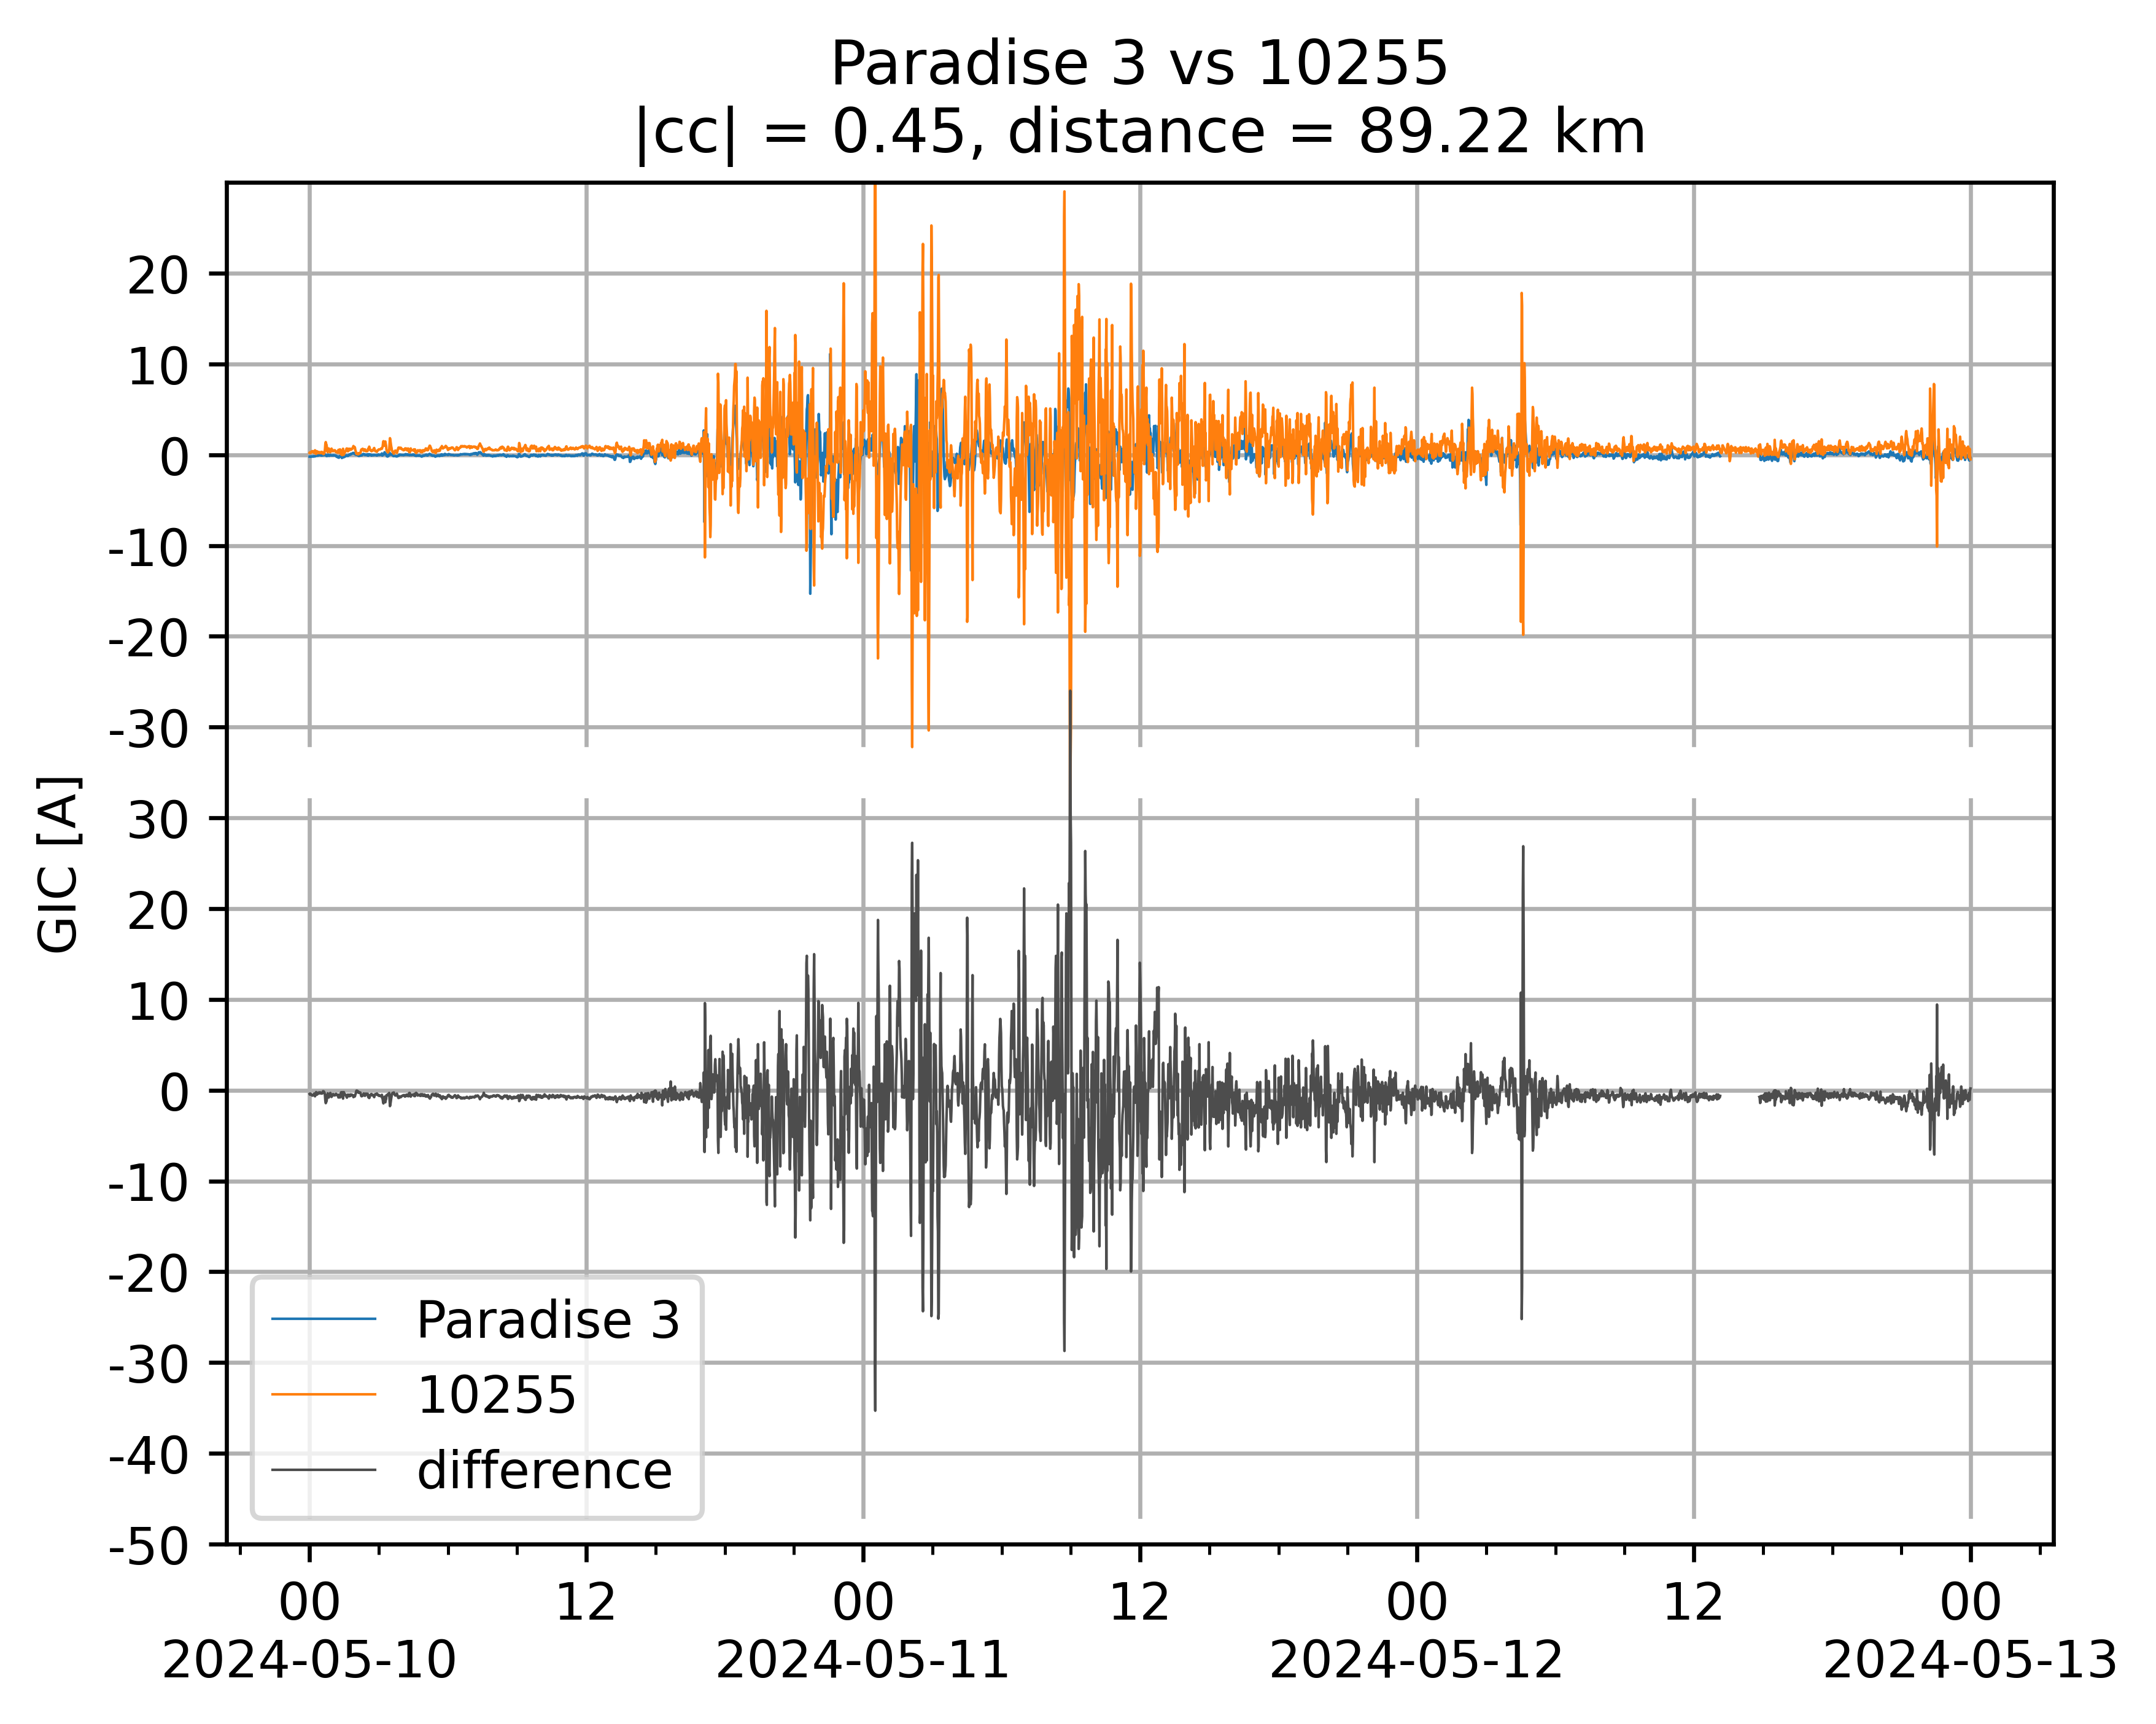 Paradise 3 vs 10255
|cc| = 0.45, distance = 89.22 km
GIC [A]
20
10
0
-10
-20
-30
30
20
10
0
-10
-20
-30
-40
-50
Paradise 3
10255
difference
00 12 00 12 00 12 00
2024-05-10 2024-05-11 2024-05-12 2024-05-13